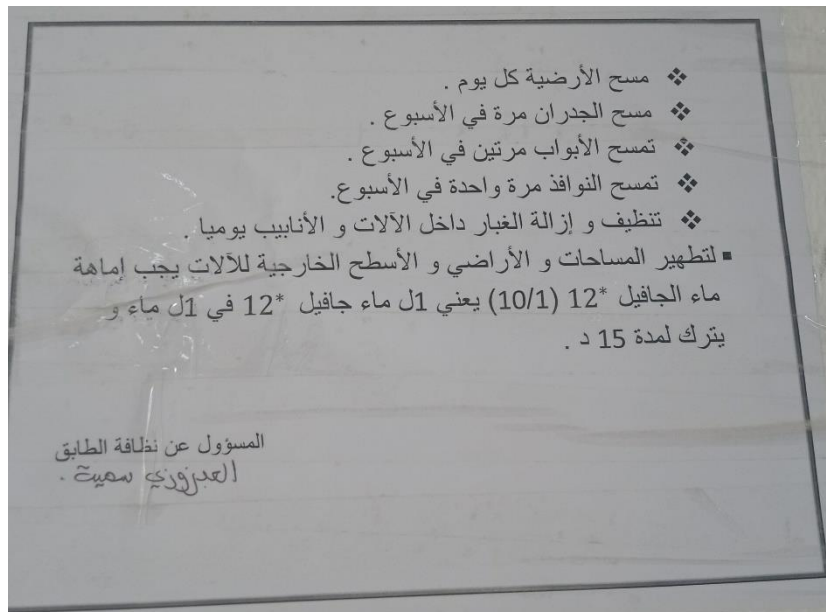 ❖ مسح الأرضية كل يوم .
❖ مسح الجدران مرة في الأسبوع .
❖ تمسح الأبواب مرتين في الأسبوع .
❖ تمسح النوافذ مرة واحدة في الأسبوع.
❖ تنظيف و إزالة الغبار داخل الآلات و الأنابيب يوميا .
▪ لتطهير المساحات و الأراضي و الأسطح الخارجية للآلات يجب إماهة
ماء الجافيل *12 (10/1) يعني 1ل ماء جافيل *12 في 1ل ماء و
يترك لمدة 15 د .
المسؤول عن نظافة الطابق
سمية .